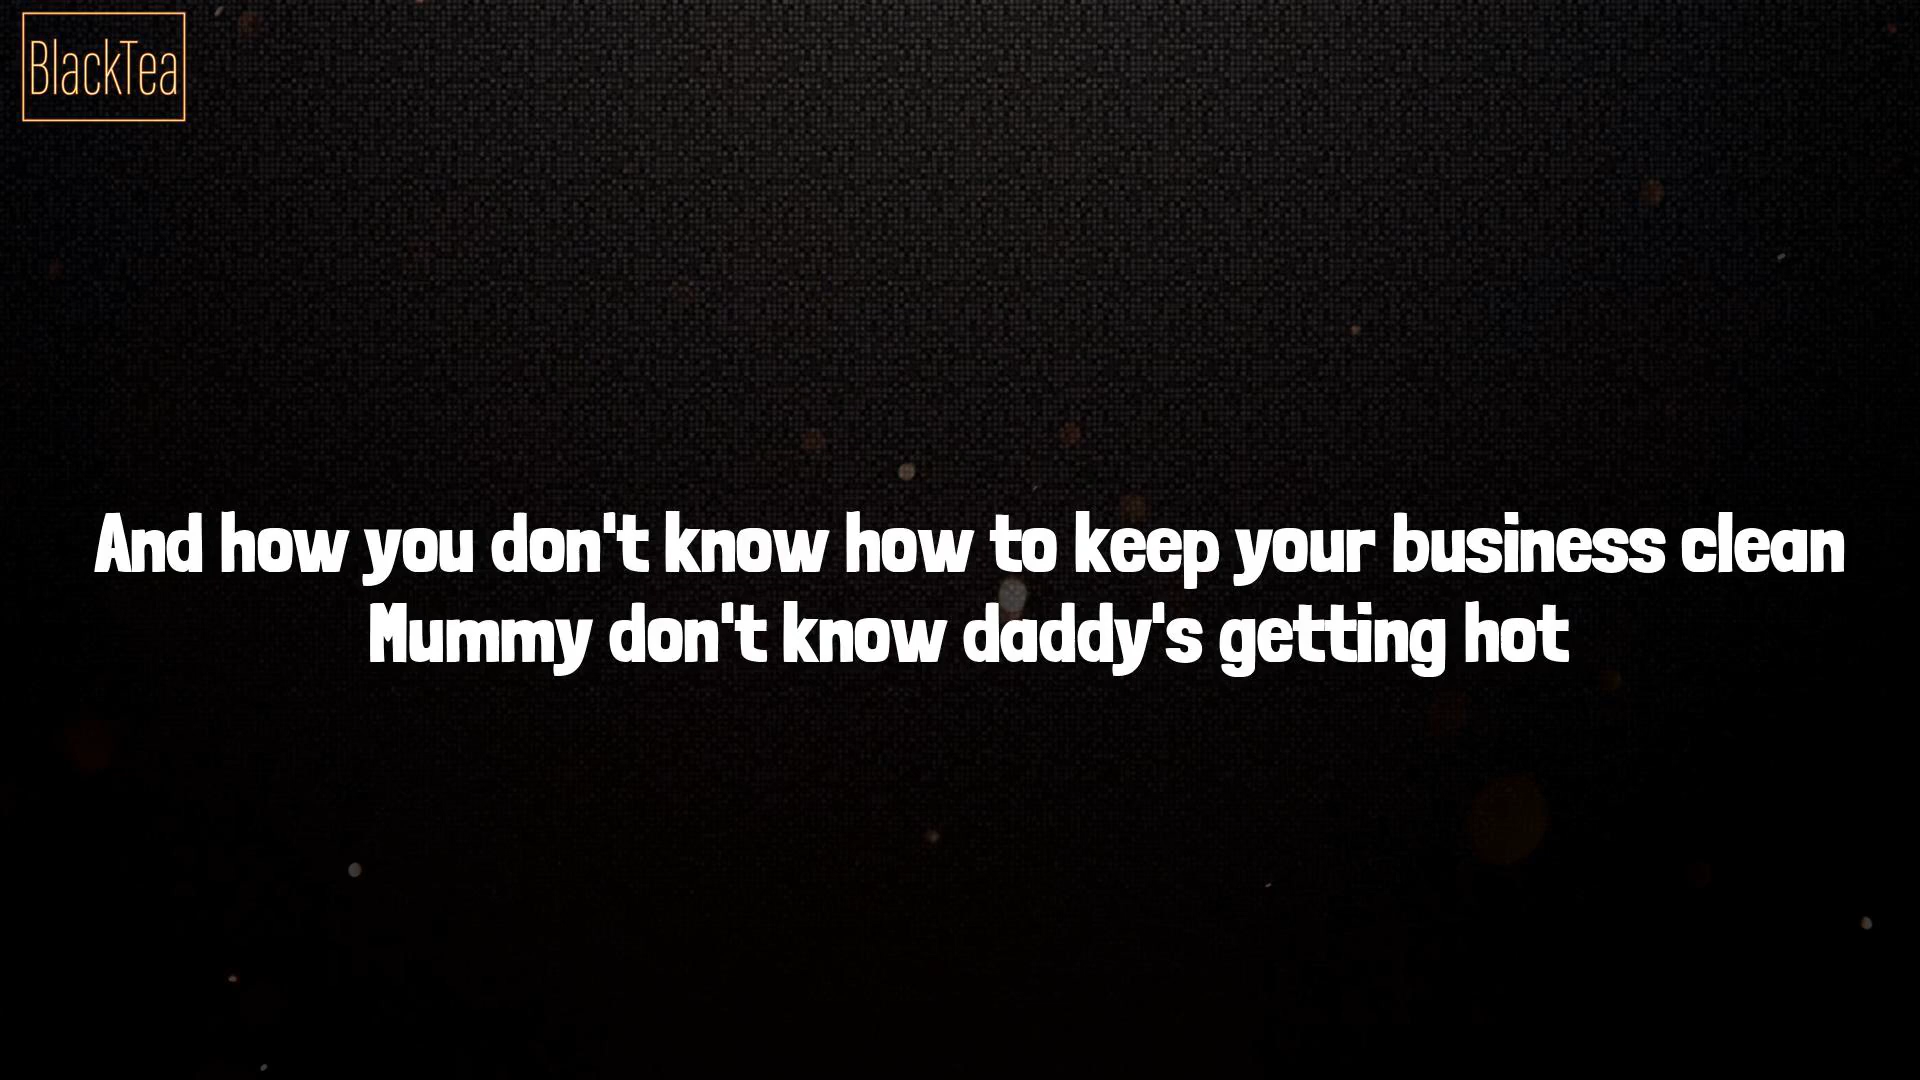 BlackTea
And how you don't know how to keep your business clean
Mummy don't know daddy's getting hot